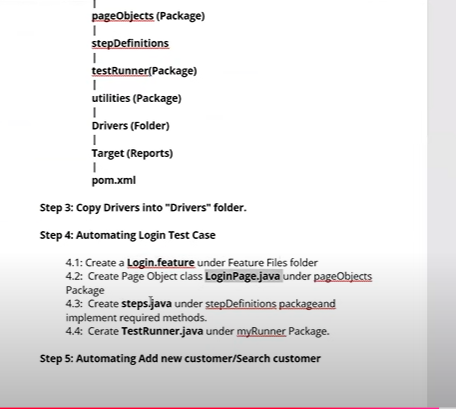 pageObjects (Package)
|
stepDefinitions
|
testRunner(Package)
|
utilities (Package)
|
Drivers (Folder)
|
Target (Reports)
|
pom.xml
Step 3: Copy Drivers into "Drivers" folder.
Step 4: Automating Login Test Case
4.1: Create a Login.feature under Feature Files folder
4.2: Create Page Object class LoginPage.java under pageObjects
Package
4.3: Create steps.java under stepDefinitions packageand
implement required methods.
4.4: Cerate TestRunner.java under myRunner Package.
Step 5: Automating Add new customer/Search customer